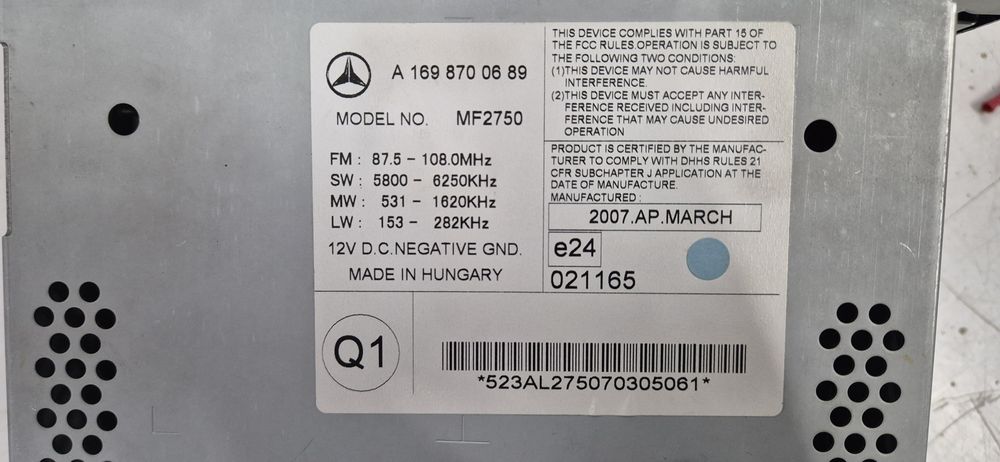 A 169 870 0689
MODEL NO. MF2750
FM : 87.5 - 108.0MHz
SW : 5800 - 6250KHz
MW : 531 - 1620KHz
LW : 153 - 282KHz
12V D.C.NEGATIVE GND.
MADE IN HUNGARY
THIS DEVICE COMPLIES WITH PART 15 OF
THE FCC RULES.OPERATION IS SUBJECT TO
THE FOLLOWING TWO CONDITIONS:
(1)THIS DEVICE MAY NOT CAUSE HARMFUL
INTERFERENCE.
(2)THIS DEVICE MUST ACCEPT ANY INTER-
FERENCE RECEIVED INCLUDING INTER-
FERENCE THAT MAY CAUSE UNDESIRED
OPERATION
PRODUCT IS CERTIFIED BY THE MANUFAC-
TURER TO COMPLY WITH DHHS RULES 21
CFR SUBCHAPTER J APPLICATION AT THE
DATE OF MANUFACTURE.
MANUFACTURED :
2007.AP.MARCH
e24
021165
Q1
*523AL275070305061*